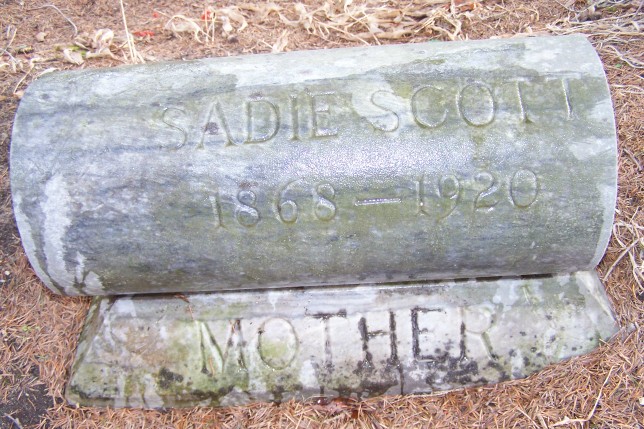 SADIE SCOTT
1868 — 1920
MOTHER